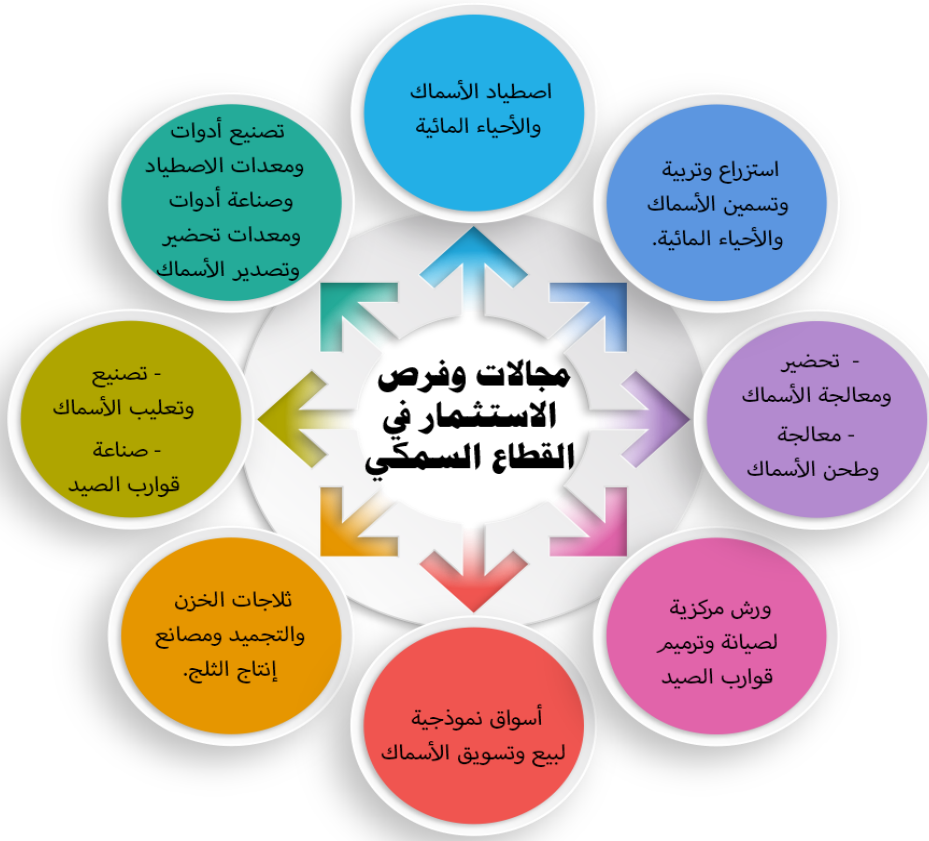 مجالات وفرص
الاستثمار في
القطاع السمكي
اصطياد الأسماك
والأحياء المائية
استزراع وتربية
وتسمين الأسماك
والأحياء المائية.
- تحضير
ومعالجة الأسماك
- معالجة
وطحن الأسماك
ورش مركزية
لصيانة وترميم
قوارب الصيد
أسواق نموذجية
لبيع وتسويق الأسماك
ثلاجات الخزن
والتجميد ومصانع
إنتاج الثلج.
- تصنيع
وتعليب الأسماك
- صناعة
قوارب الصيد
تصنيع أدوات
ومعدات الاصطياد
وصناعة أدوات
ومعدات تحضير
وتصدير الأسماك